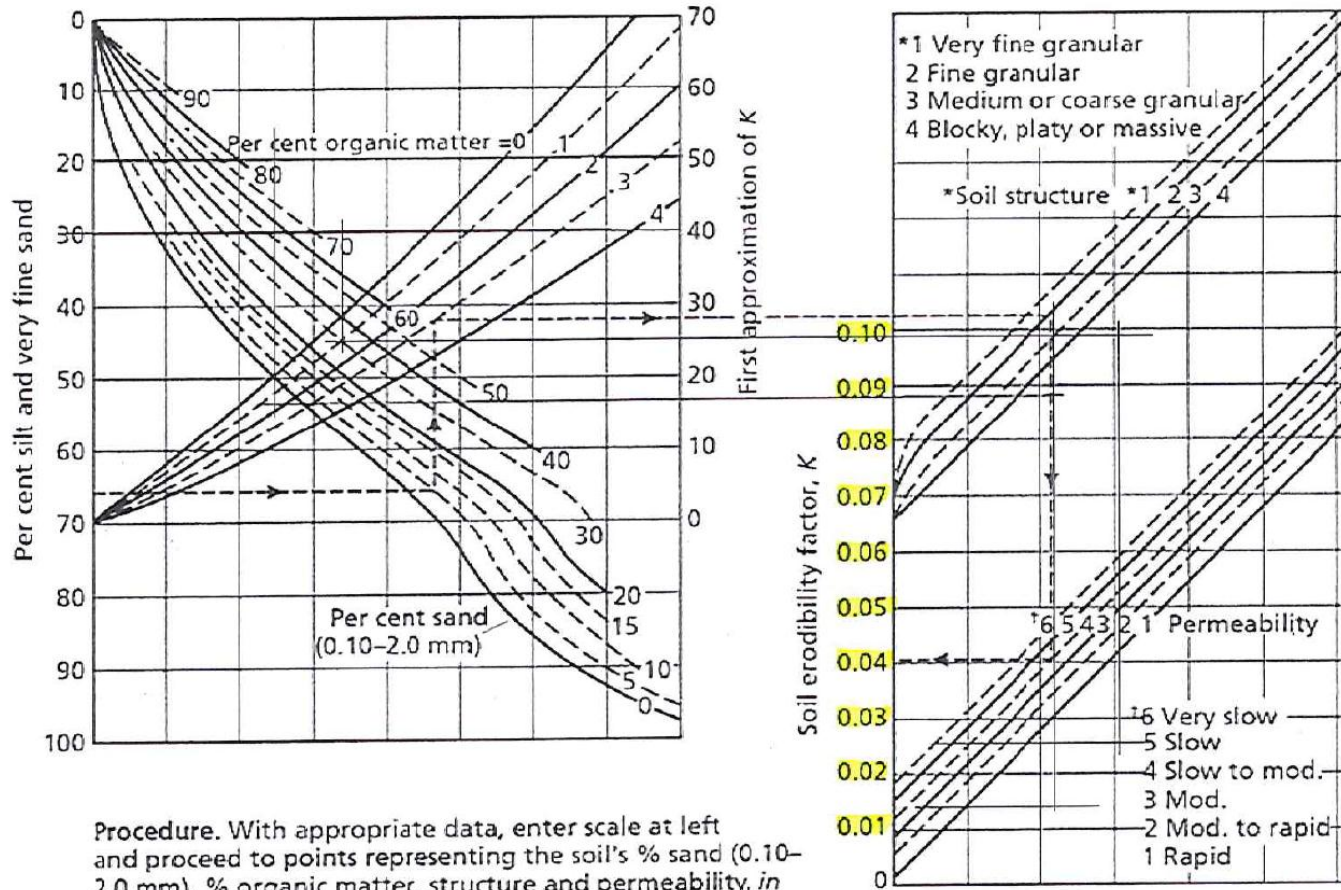 0
10
20
30
40
50
60
70
80
90
100
Per cent silt and very fine sand
90
80
70
60
50
40
30
20
15
10
5
0
Per cent organic matter =0
1
2
3
4
Per cent sand
(0.10–2.0 mm)
70
60
50
40
30
20
10
0
First approximation of K
*1 Very fine granular
2 Fine granular
3 Medium or coarse granular
4 Blocky, platy or massive
*Soil structure *1 2 3 4
0.10
0.09
0.08
0.07
0.06
0.05
0.04
0.03
0.02
0.01
0
Soil erodibility factor, K
†6 5 4 3 2 1 Permeability
†6 Very slow
5 Slow
4 Slow to mod.
3 Mod.
2 Mod. to rapid
1 Rapid
Procedure. With appropriate data, enter scale at left
and proceed to points representing the soil's % sand (0.10–
2.0 mm), % organic matter, structure and permeability, in